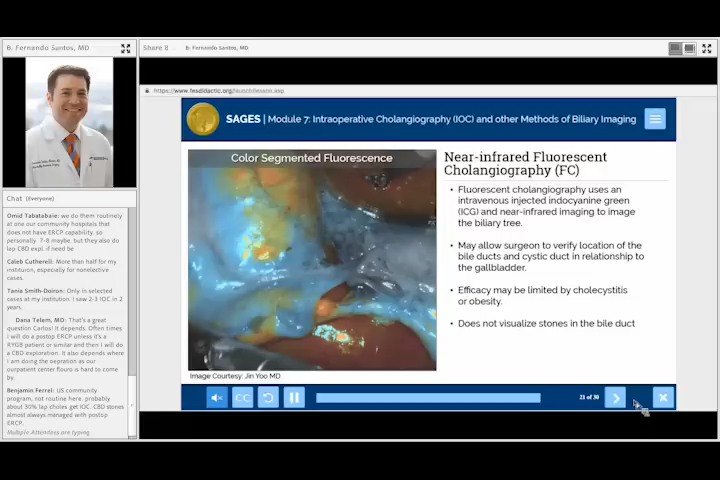 B. Fernando Santos, MD
Share 8
B. Fernando Santos, MD
https://www.fesdidactic.org/euocr/lesson.asp
SAGES | Module 7: Intraoperative Cholangiography (IOC) and other Methods of Biliary Imaging
Color Segmented Fluorescence
Image Courtesy: Jin Yoo MD
Near-infrared Fluorescent
Cholangiography (FC)
• Fluorescent cholangiography uses an
intravenous injected indocyanine green
(ICG) and near-infrared imaging to image
the biliary tree.
• May allow surgeon to verify location of the
bile ducts and cystic duct in relationship to
the gallbladder.
• Efficacy may be limited by cholecystitis
or obesity.
• Does not visualize stones in the bile duct
CC
21 of 30
Chat (Everyone)
Omid Tabatabaie: we do them routinely
at one our community hospitals that
does not have ERCP capability. so
personally 7-8 maybe. but they also do
lap CBD expl. if need be
Caleb Cutherell: More than half for my
instituion, especially for nonelective
cases.
Tania Smith-Doiron: Only in selected
cases at my institution. I saw 2-3 IOC in 2
years.
Dana Telem, MD: That's a great
question Carlos! It depends. Often times
I will do a postop ERCP unless it's a
RYGB patient or similar and then I will do
a CBD exploration. It also depends where
I am doing the oepration as our
ourpatient center flouro is hard to come
by.
Benjamin Ferrel: US community
program, not routine here, probably
about 30% lap choles get IOC. CBD stones
almost always managed with postop
ERCP.
Multiple Attendees are typing